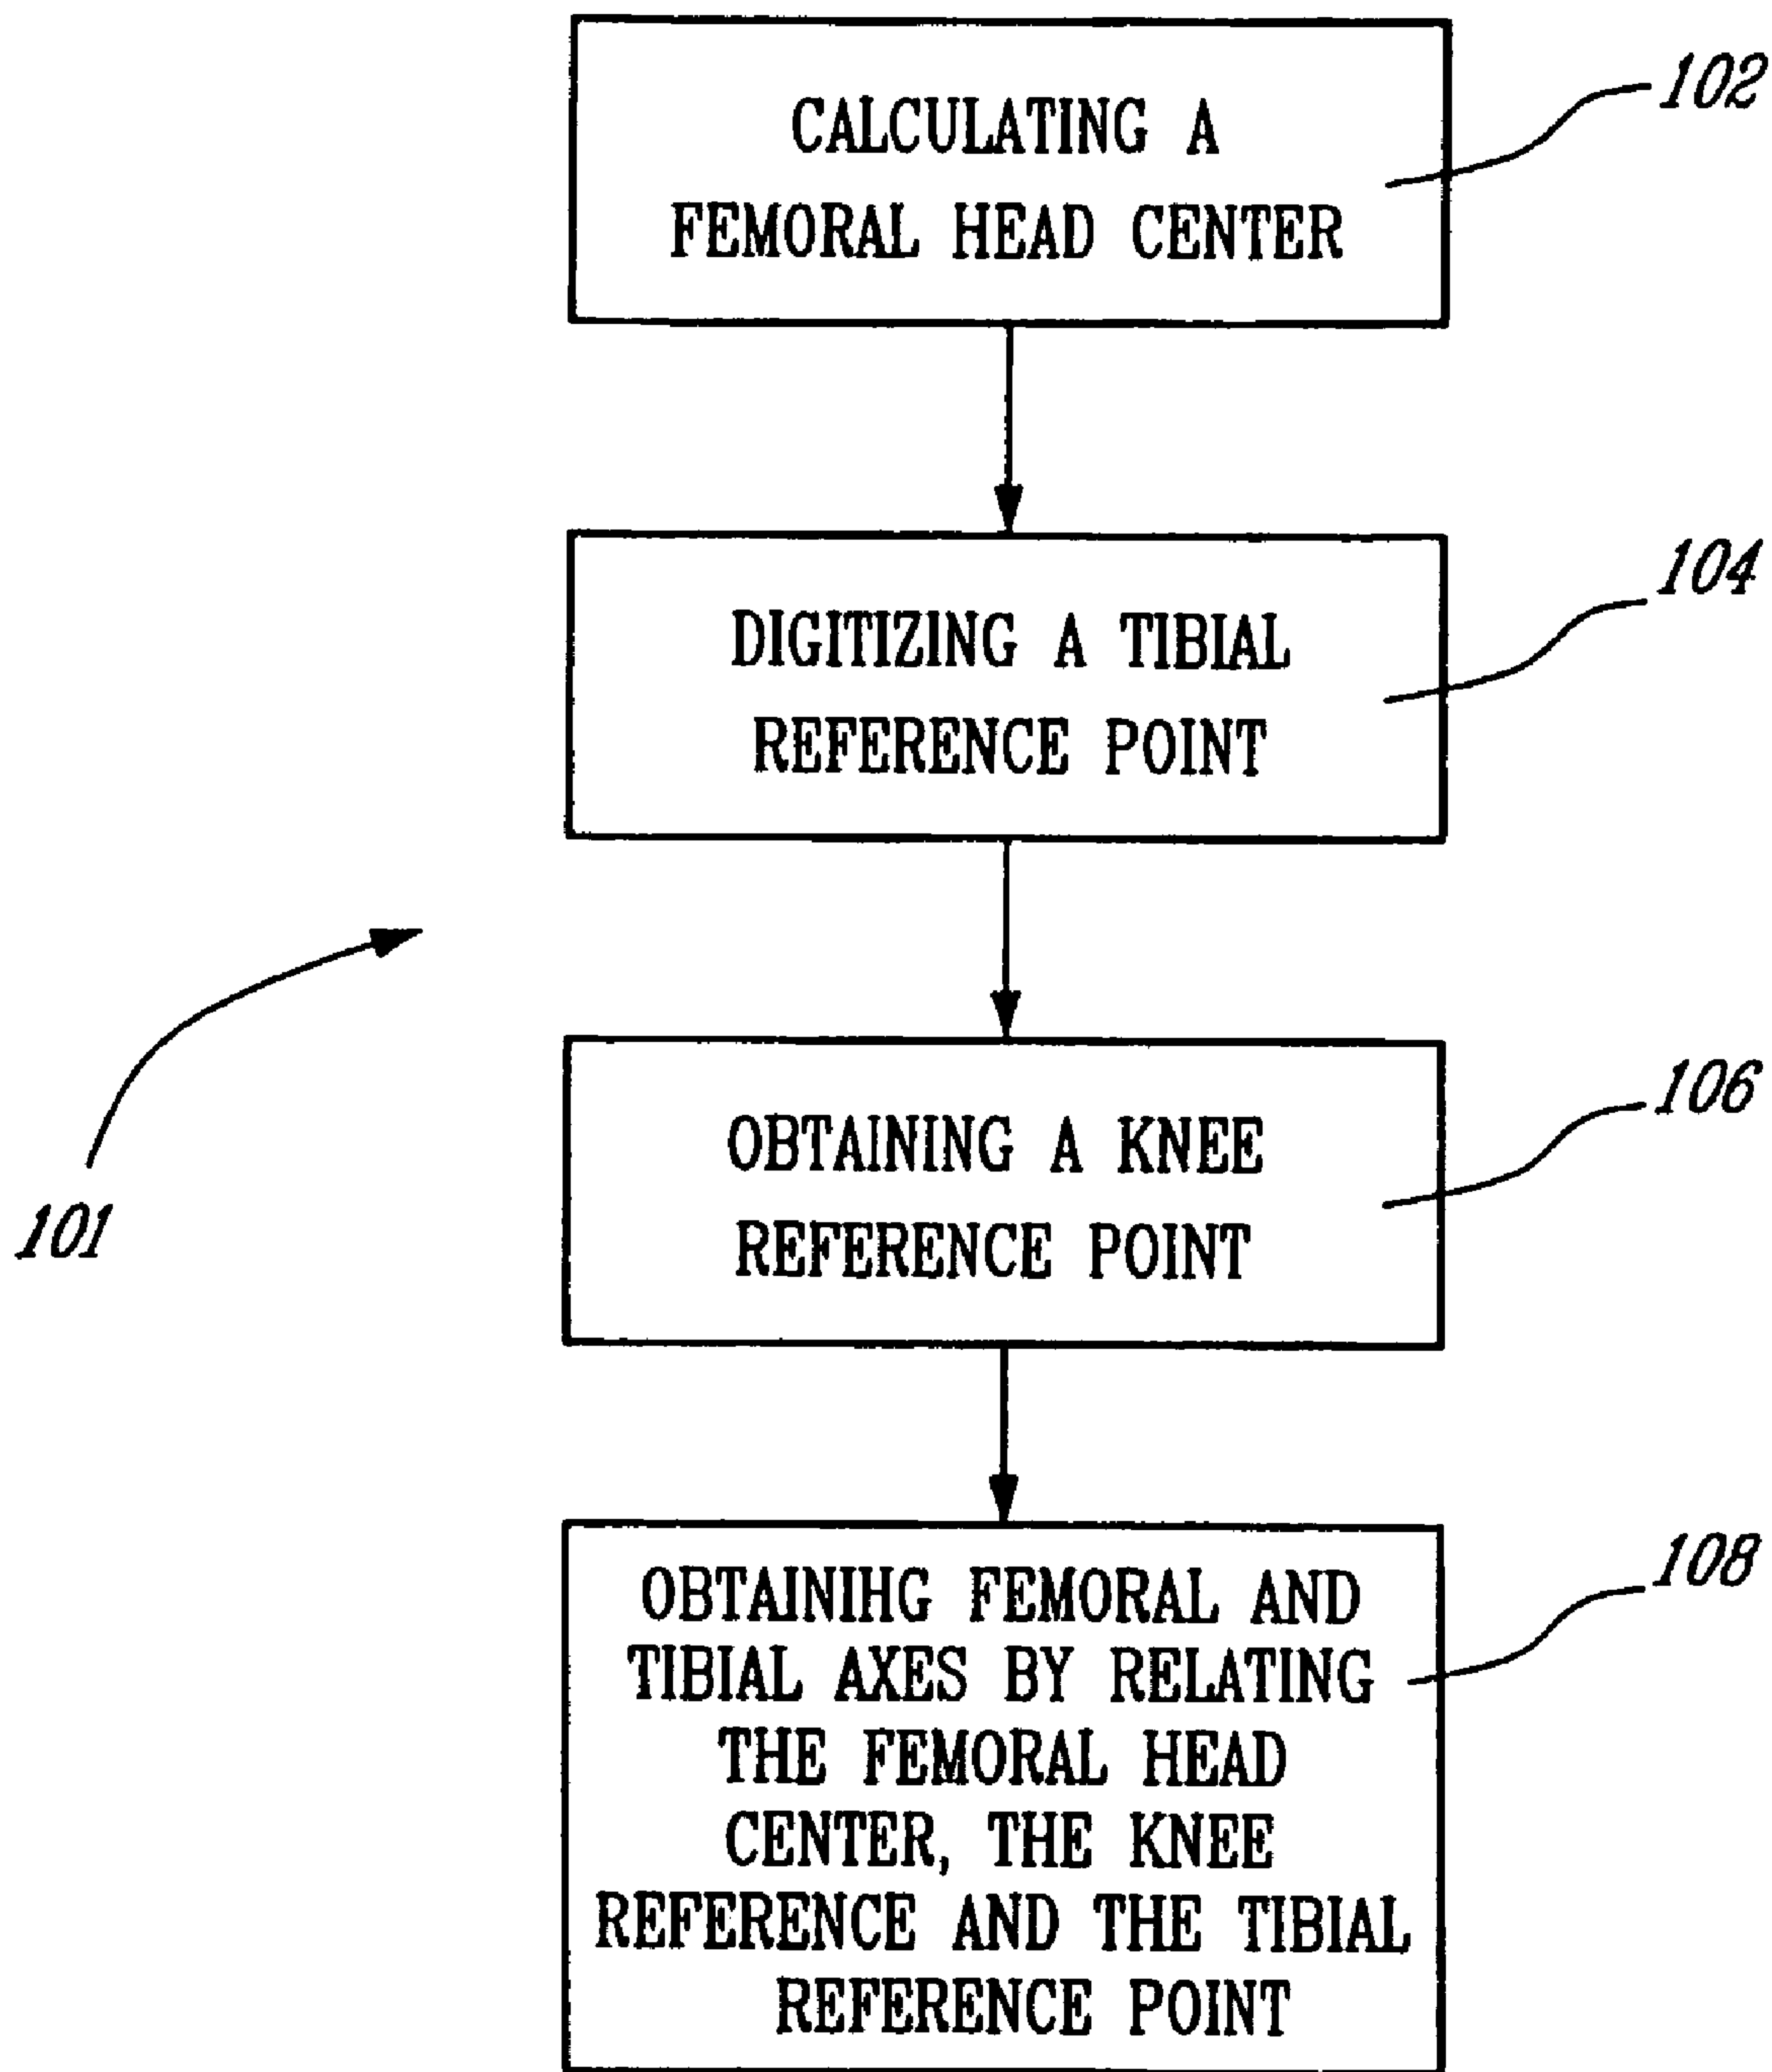 CALCULATING A
FEMORAL HEAD CENTER
102
DIGITIZING A TIBIAL
REFERENCE POINT
104
101
OBTAINING A KNEE
REFERENCE POINT
106
OBTAINIHG FEMORAL AND
TIBIAL AXES BY RELATING
THE FEMORAL HEAD
CENTER, THE KNEE
REFERENCE AND THE TIBIAL
REFERENCE POINT
108